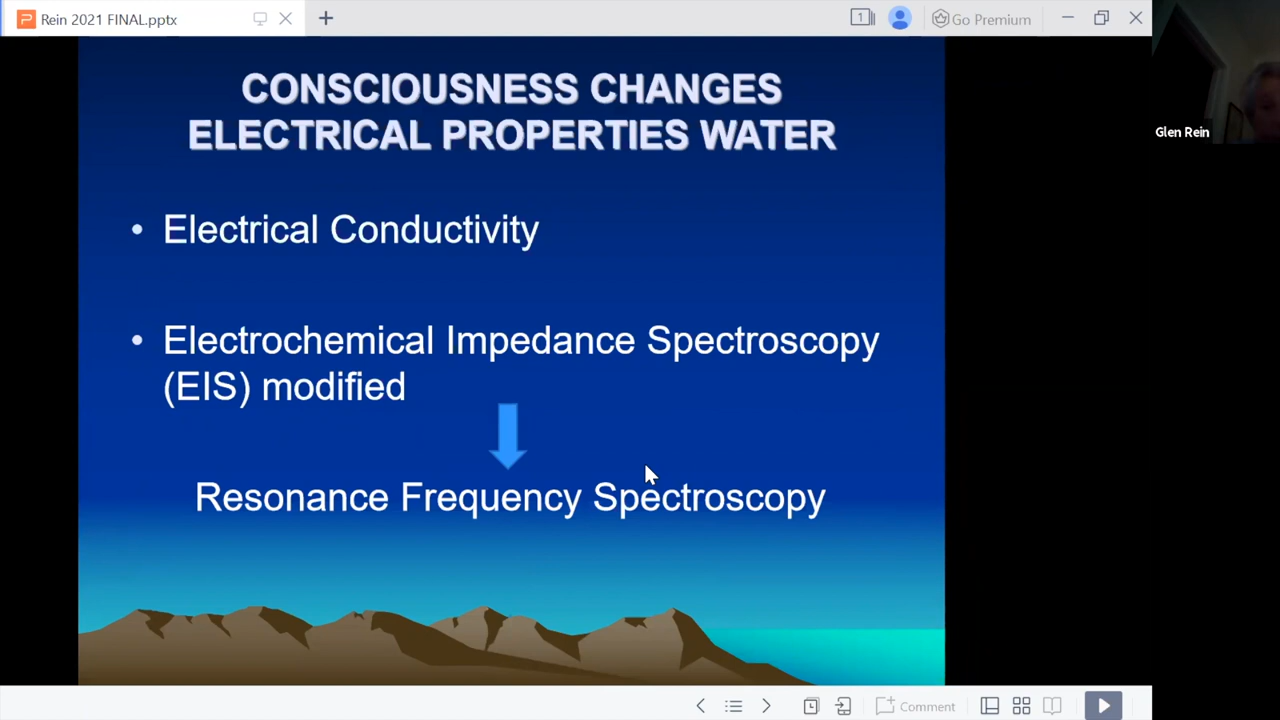 Rein 2021 FINAL.pptx
1
Go Premium
CONSCIOUSNESS CHANGES
ELECTRICAL PROPERTIES WATER
Glen Rein
• Electrical Conductivity
• Electrochemical Impedance Spectroscopy
(EIS) modified
Resonance Frequency Spectroscopy
Comment